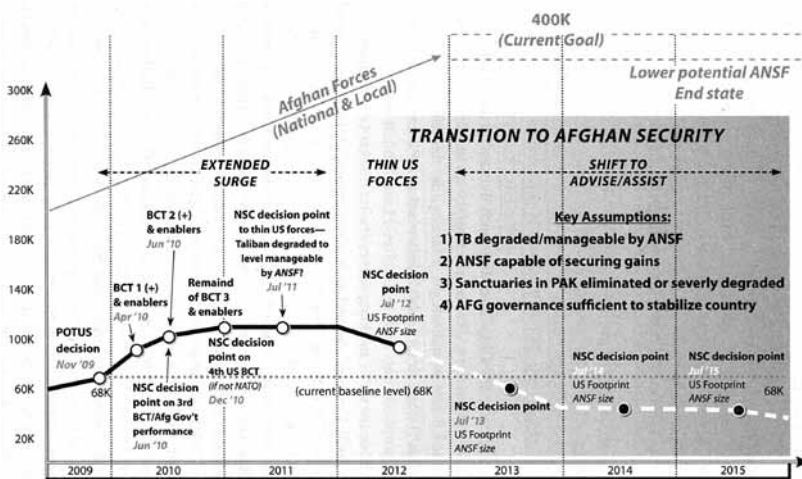 400K
(Current Goal)
Lower potential ANSF
End state
Afghan Forces
(National & Local)
300K
260K
220K
180K
140K
100K
60K
20K
TRANSITION TO AFGHAN SECURITY
EXTENDED
SURGE
THIN US
FORCES
SHIFT TO
ADVISE/ASSIST
Key Assumptions:
1) TB degraded/manageable by ANSF
2) ANSF capable of securing gains
3) Sanctuaries in PAK eliminated or severly degraded
4) AFG governance sufficient to stabilize country
POTUS
decision
Nov '09
68K
BCT 1 (+)
& enablers
Apr '10
BCT 2 (+)
& enablers
Jun '10
NSC decision
point on 3rd
BCT/Afg Gov't
performance
Jun '10
Remaind
of BCT 3
& enablers
NSC decision
point on
4th US BCT
(if not NATO)
Dec '10
NSC decision point
to thin US forces—
Taliban degraded to
level manageable
by ANSF?
Jul '11
(current baseline level) 68K
NSC decision
point
Jul '12
US Footprint
ANSF size
NSC decision point
Jul '13
US Footprint
ANSF size
NSC decision point
Jul '14
US Footprint
ANSF size
NSC decision point
Jul '15
US Footprint
ANSF size
68K
2009
2010
2011
2012
2013
2014
2015